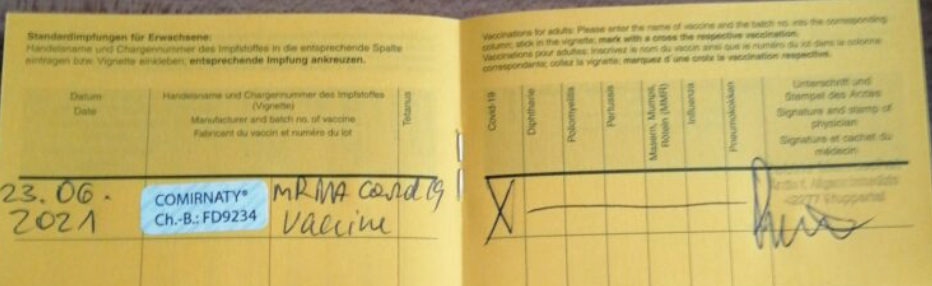 Standardimpfungen für Erwachsene:
Handelsname und Chargennummer des Impfstoffes in die entsprechende Spalte
eintragen bzw. Vignette einkleben; entsprechende Impfung ankreuzen.
Datum
Date
Handelsname und Chargennummer des Impfstoffes
(Vignette)
Manufacturer and batch no. of vaccine
Fabricant du vaccin et numéro du lot
Tetanus
23.06.
2021
COMIRNATY®
Ch.-B.: FD9234
mRNA Covid 19
Vaccine
Vaccinations for adults: Please enter the name of vaccine and the batch no. into the corresponding
column; stick in the vignette; mark with a cross the respective vaccination.
Vaccinations pour adultes: Inscrivez le nom du vaccin ainsi que le numéro du lot dans la colonne
correspondante; collez la vignette; marquez d'une croix la vaccination respective.
Covid-19
Diphtherie
Poliomyelitis
Pertussis
Masern, Mumps,
Röteln (MMR)
Influenza
Pneumokokken
Unterschrift und
Stempel des Arztes
Signature and stamp of
physician
Signature et cachet du
médecin
X
Arzt f. Allgemeinmedizin
Wuppertal